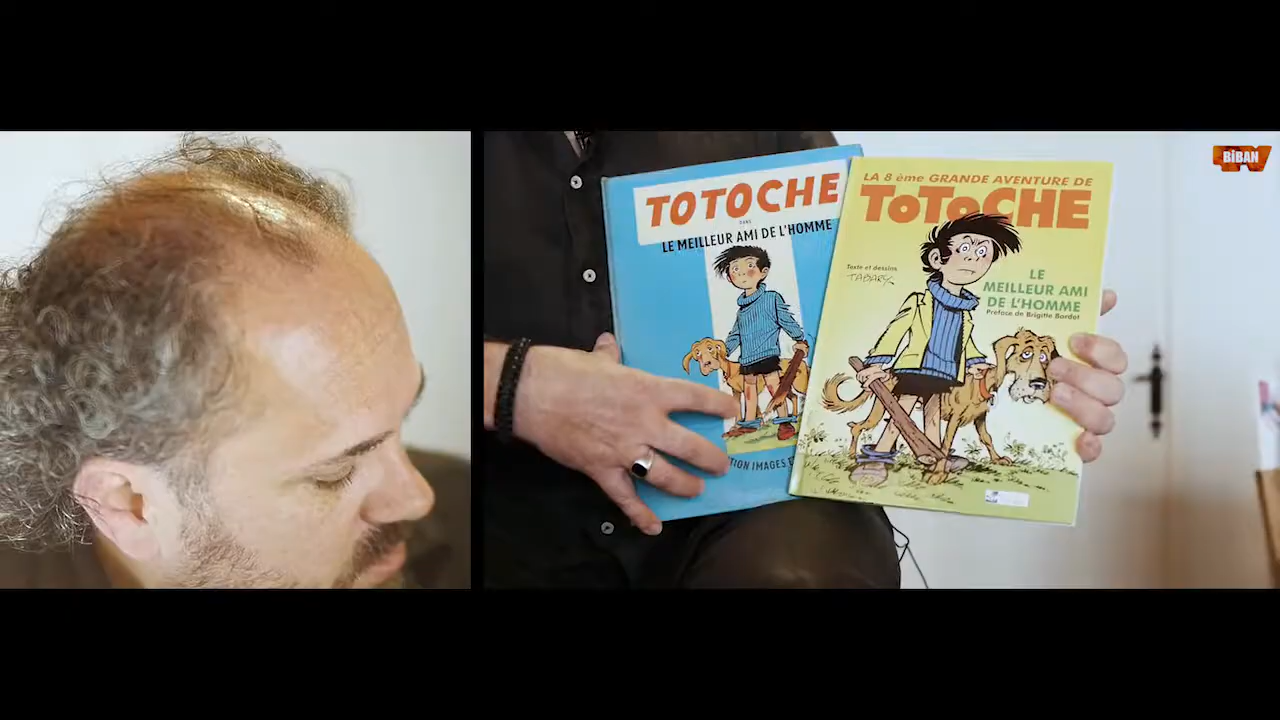 BiBAN
TV
TOTOCHE
DANS
LE MEILLEUR AMI DE L'HOMME
TION IMAGES
LA 8 ème GRANDE AVENTURE DE
ToToCHE
Texte et dessins
TABARY
LE
MEILLEUR AMI
DE L'HOMME
Préface de Brigitte Bardot